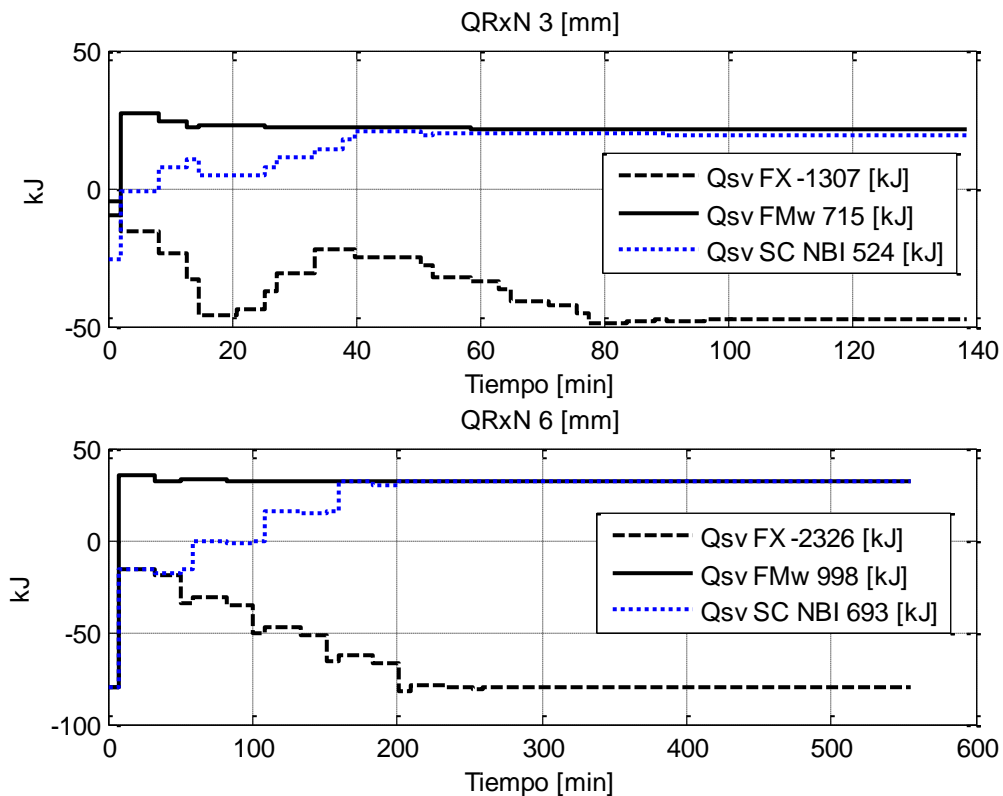 QRxN 3 [mm]
50
0
-50
kJ
Qsv FX -1307 [kJ]
Qsv FMw 715 [kJ]
Qsv SC NBI 524 [kJ]
0 20 40 60 80 100 120 140
Tiempo [min]
QRxN 6 [mm]
50
0
-50
-100
kJ
Qsv FX -2326 [kJ]
Qsv FMw 998 [kJ]
Qsv SC NBI 693 [kJ]
0 100 200 300 400 500 600
Tiempo [min]